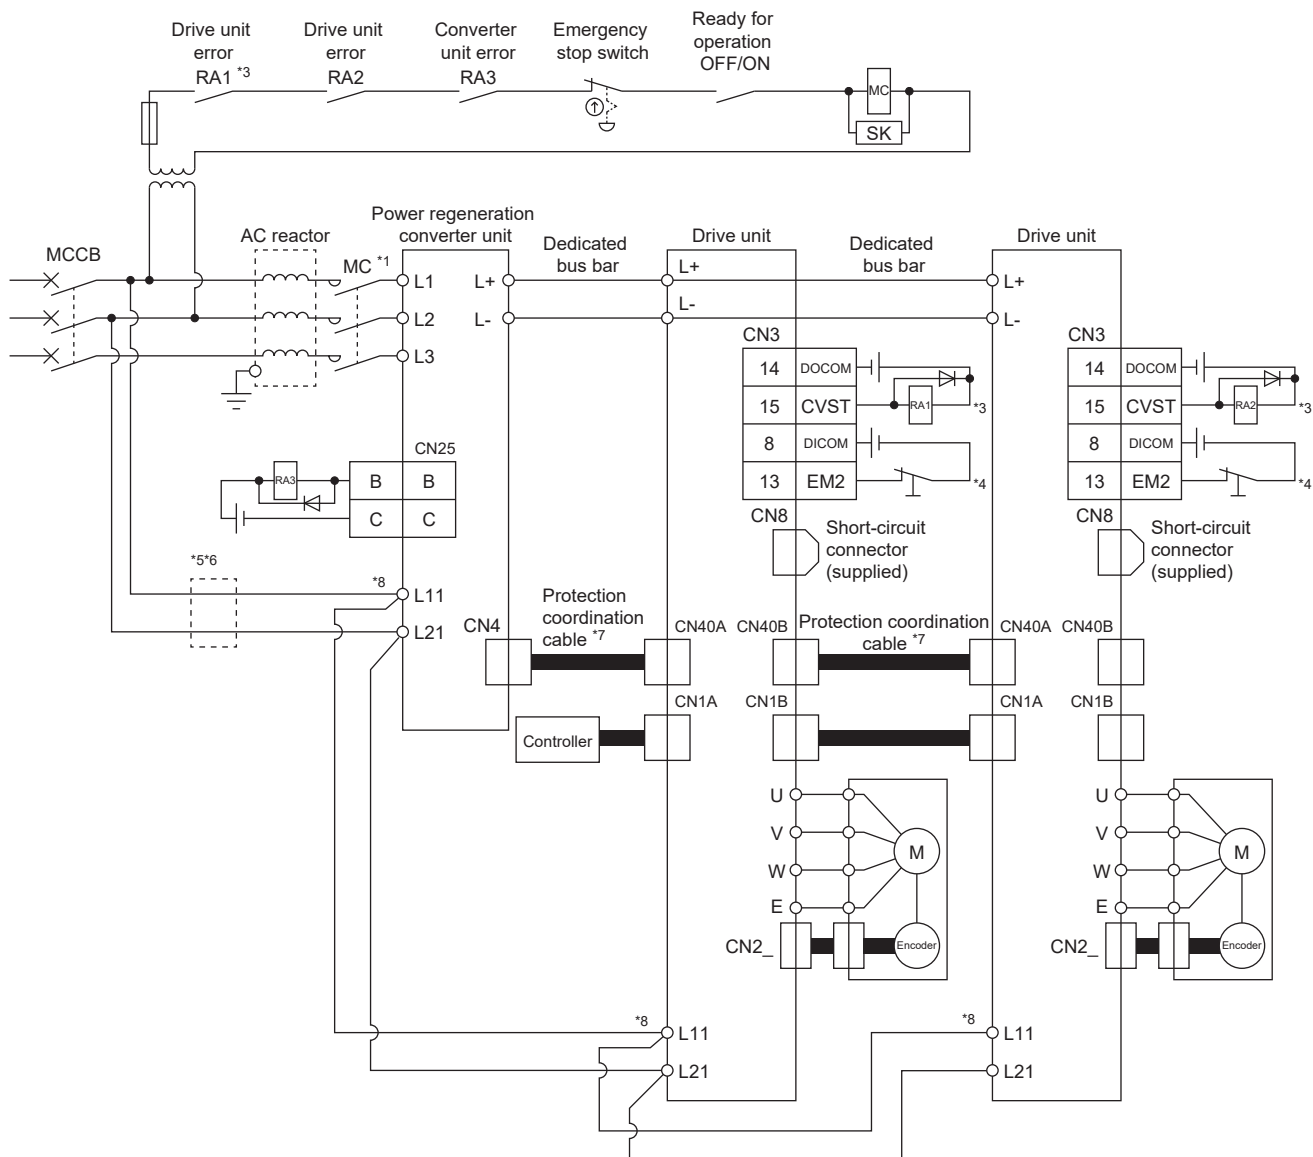 Drive unit
error
RA1 *3
Drive unit
error
RA2
Converter
unit error
RA3
Emergency
stop switch
Ready for
operation
OFF/ON
MC
SK
MCCB
AC reactor
MC *1
Power regeneration
converter unit
Dedicated
bus bar
Drive unit
Dedicated
bus bar
Drive unit
L1
L2
L3
L+
L-
L+
L-
L+
L-
CN3
14 DOCOM
15 CVST
8 DICOM
13 EM2
RA1
*3
*4
CN3
14 DOCOM
15 CVST
8 DICOM
13 EM2
RA2
*3
*4
CN25
B B
C C
RA3
CN8
Short-circuit
connector
(supplied)
CN8
Short-circuit
connector
(supplied)
*5*6
*8
L11
L21
CN4
Protection
coordination
cable *7
CN40A
CN40B
Protection coordination
cable *7
CN40A
CN40B
Controller
CN1A
CN1B
CN1A
CN1B
U
V
W
E
M
CN2_
Encoder
U
V
W
E
M
CN2_
Encoder
*8
L11
L21
*8
L11
L21